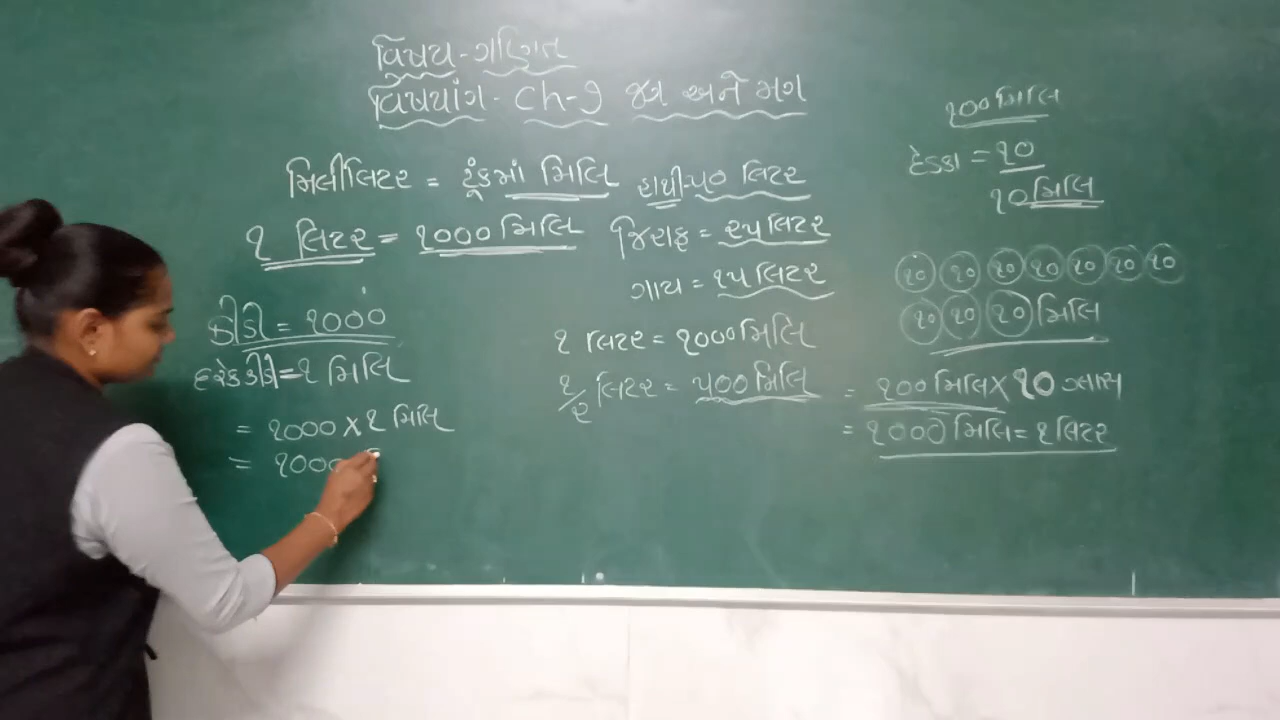 વિષય - ગણિત
વિષયાંગ - Ch-૭ જગ અને મગ
મિલીલિટર = ટૂંકમાં મિલિ
૧ લિટર = ૧૦૦૦ મિલિ
કીડી = ૧૦૦૦
દરેક કીડી = ૧ મિલિ
= ૧૦૦૦ X ૧ મિલિ
= ૧૦૦૦
હાથી - ૫૦ લિટર
જિરાફ = ૨૫ લિટર
ગાય = ૧૫ લિટર
૧ લિટર = ૧૦૦૦ મિલિ
૧/૨ લિટર = ૫૦૦ મિલિ
૧૦૦ મિલિ
દેડકા = ૧૦
૧૦ મિલિ
૧૦ ૧૦ ૧૦ ૧૦ ૧૦ ૧૦ ૧૦
૧૦ ૧૦ ૧૦ મિલિ
= ૧૦૦ મિલિ X ૧૦ ગ્લાસ
= ૧૦૦૦ મિલિ = ૧ લિટર